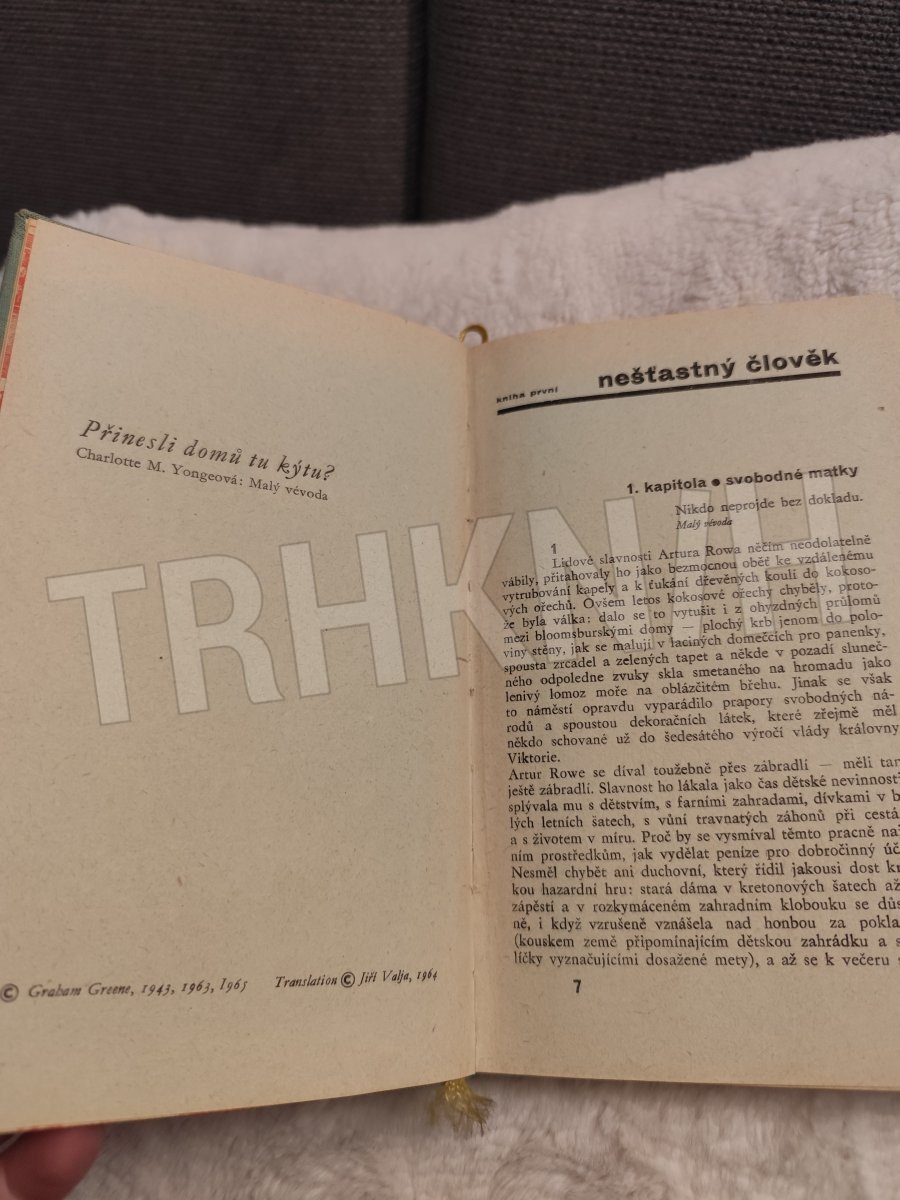 Přinesli domů tu kýtu?
Charlotte M. Yongeová: Malý vévoda
© Graham Greene, 1943, 1963, 1965 Translation © Jiří Valja, 1964
kniha první nešťastný člověk
1. kapitola • svobodné matky
Nikdo neprojde bez dokladu.
Malý vévoda
1
Lidové slavnosti Artura Rowa něčím neodolatelně
vábily, přitahovaly ho jako bezmocnou oběť ke vzdálenému
vytrubování kapely a k ťukání dřevěných koulí do kokoso-
vých ořechů. Ovšem letos kokosové ořechy chyběly, proto-
že byla válka: dalo se to vytušit i z ohyzdných průlomů
mezi bloomsburskými domy — plochý krb jenom do polo-
viny stěny, jak se malují v laciných domečcích pro panenky,
spousta zrcadel a zelených tapet a někde v pozadí sluneč-
ného odpoledne zvuky skla smetaného na hromadu jako
lenivý lomoz moře na oblázčitém břehu. Jinak se však
to náměstí opravdu vyparádilo prapory svobodných ná-
rodů a spoustou dekoračních látek, které zřejmě měl
někdo schované už do šedesátého výročí vlády královny
Viktorie.
Artur Rowe se díval toužebně přes zábradlí — měli tam
ještě zábradlí. Slavnost ho lákala jako čas dětské nevinnosti
splývala mu s dětstvím, s farními zahradami, dívkami v b
lých letních šatech, s vůní travnatých záhonů při cestá
a s životem v míru. Proč by se vysmíval těmto pracně nai
ním prostředkům, jak vydělat peníze pro dobročinný úč
Nesměl chybět ani duchovní, který řídil jakousi dost kr
kou hazardní hru: stará dáma v kretonových šatech až
zápěstí a v rozkymáceném zahradním klobouku se důs
ně, i když vzrušeně vznášela nad honbou za pokla
(kouskem země připomínajícím dětskou zahrádku a s
líčky vyznačujícími dosažené mety), a až se k večeru s
7
TRHKNIH